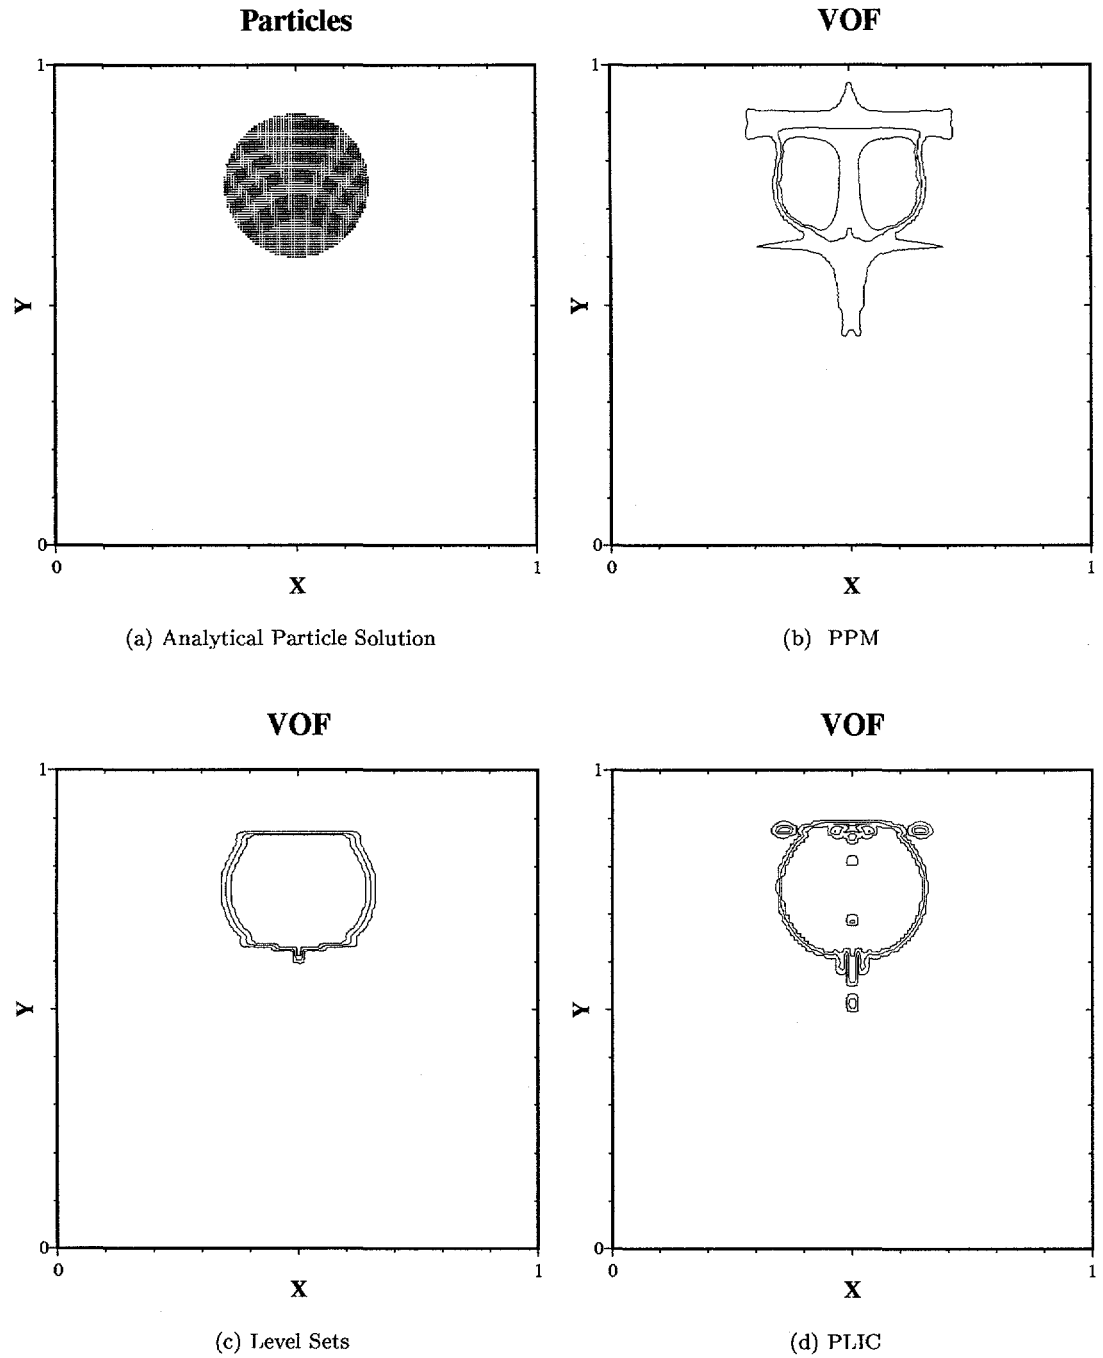 Particles
1
Y
0
0
X
1
(a) Analytical Particle Solution
VOF
1
Y
0
0
X
1
(b) PPM
VOF
1
Y
0
0
X
1
(c) Level Sets
VOF
1
Y
0
0
X
1
(d) PLIC